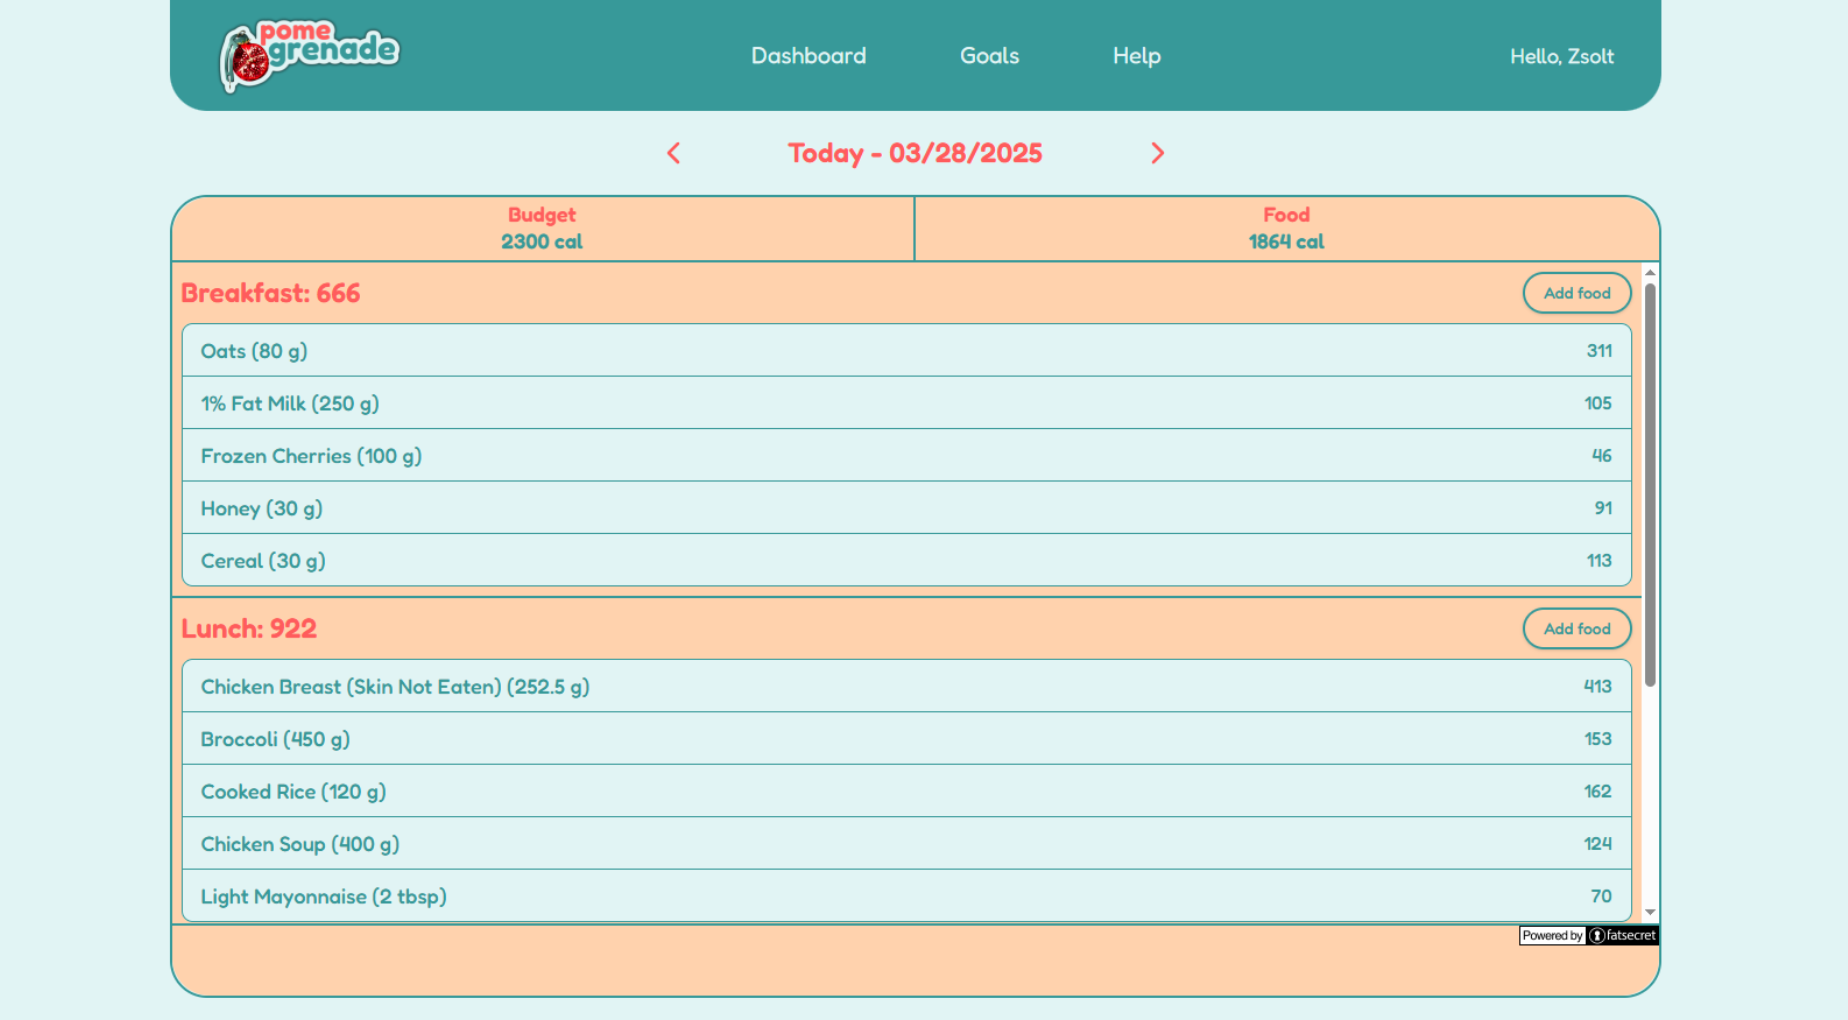 pome
grenade
Dashboard
Goals
Help
Hello, Zsolt
Today - 03/28/2025
Budget
2300 cal
Food
1864 cal
Breakfast: 666
Add food
Oats (80 g)
311
1% Fat Milk (250 g)
105
Frozen Cherries (100 g)
46
Honey (30 g)
91
Cereal (30 g)
113
Lunch: 922
Add food
Chicken Breast (Skin Not Eaten) (252.5 g)
413
Broccoli (450 g)
153
Cooked Rice (120 g)
162
Chicken Soup (400 g)
124
Light Mayonnaise (2 tbsp)
70
Powered by fatsecret